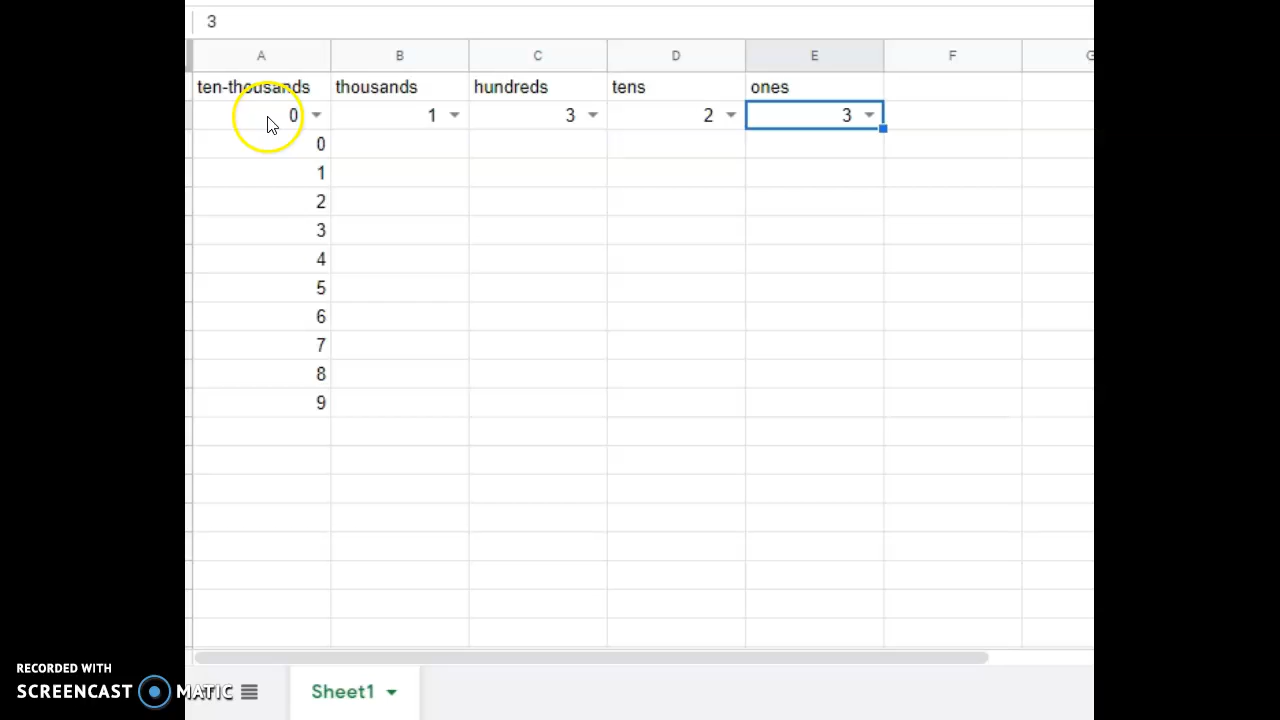 3
A B C D E F G
ten-thousands thousands hundreds tens ones
0 1 3 2 3
0
1
2
3
4
5
6
7
8
9
RECORDED WITH
SCREENCAST MATIC
Sheet1